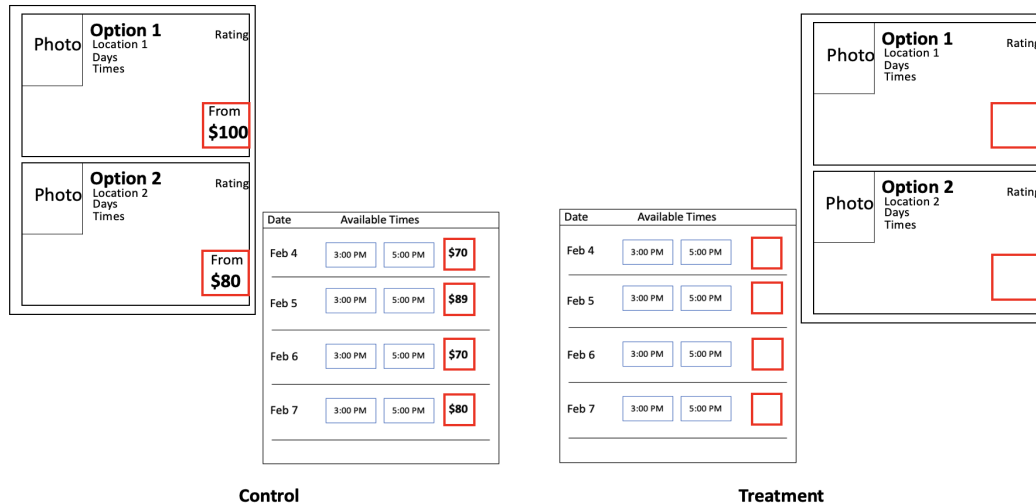 Photo
Option 1
Location 1
Days
Times
Rating
From
$100
Photo
Option 2
Location 2
Days
Times
Rating
From
$80
Date Available Times
Feb 4 3:00 PM 5:00 PM $70
Feb 5 3:00 PM 5:00 PM $89
Feb 6 3:00 PM 5:00 PM $70
Feb 7 3:00 PM 5:00 PM $80
Control
Date Available Times
Feb 4 3:00 PM 5:00 PM
Feb 5 3:00 PM 5:00 PM
Feb 6 3:00 PM 5:00 PM
Feb 7 3:00 PM 5:00 PM
Photo
Option 1
Location 1
Days
Times
Rating
Photo
Option 2
Location 2
Days
Times
Rating
Treatment